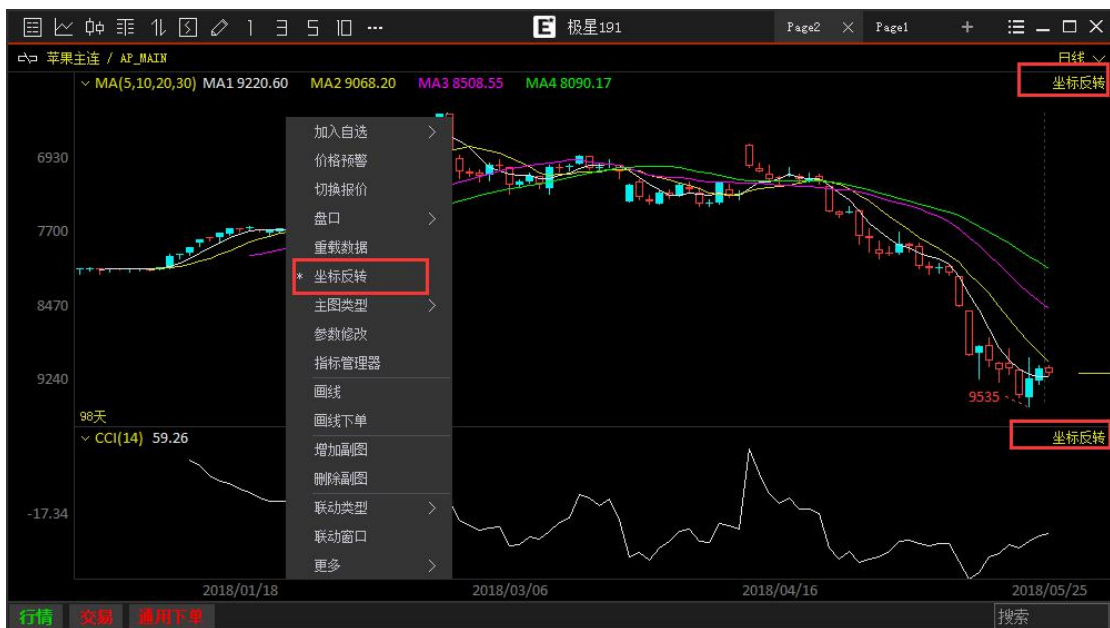 1 3 5 10 ••• E 极星191 Page2 Page1 +
苹果主连 / AP_MAIN 日线
MA(5,10,20,30) MA1 9220.60 MA2 9068.20 MA3 8508.55 MA4 8090.17 坐标反转
加入自选
价格预警
6930
切换报价
盘口
7700
重载数据
* 坐标反转
主图类型
8470
参数修改
指标管理器
9240
画线
9535
98天
画线下单
CCI(14) 59.26 坐标反转
增加副图
删除副图
联动类型
-17.34
联动窗口
更多
2018/01/18 2018/03/06 2018/04/16 2018/05/25
行情 交易 通用下单 搜索